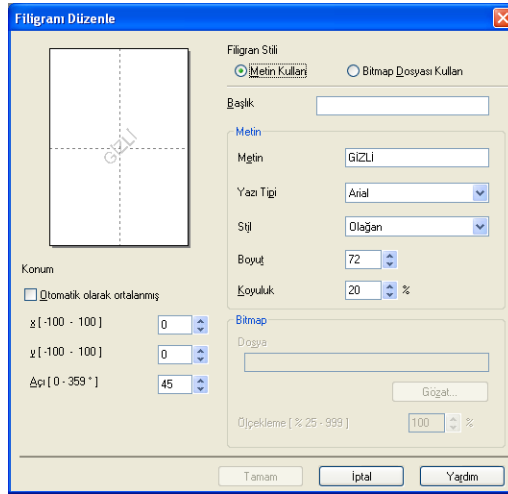 Filigram Düzenle
GİZLİ
Filigran Stili
Metin Kullan
Bitmap Dosyası Kullan
Başlık
Metin
Metin GİZLİ
Yazı Tipi Arial
Stil Olağan
Boyut 72
Koyuluk 20 %
Konum
Otomatik olarak ortalanmış
x [ -100 - 100 ] 0
y [ -100 - 100 ] 0
Açı [ 0 - 359 ° ] 45
Bitmap
Dosya
Gözat...
Ölçekleme [ % 25 - 999 ] 100 %
Tamam İptal Yardım